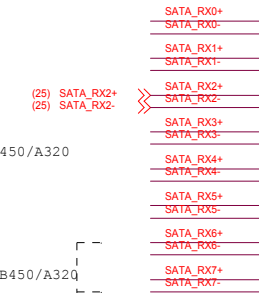 SATA_RX0+
SATA_RX0-
SATA_RX1+
SATA_RX1-
SATA_RX2+
(25) SATA_RX2+
SATA_RX2-
(25) SATA_RX2-
SATA_RX3+
SATA_RX3-
450/A320
SATA_RX4+
SATA_RX4-
SATA_RX5+
SATA_RX5-
SATA_RX6+
SATA_RX6-
B450/A320
SATA_RX7+
SATA_RX7-